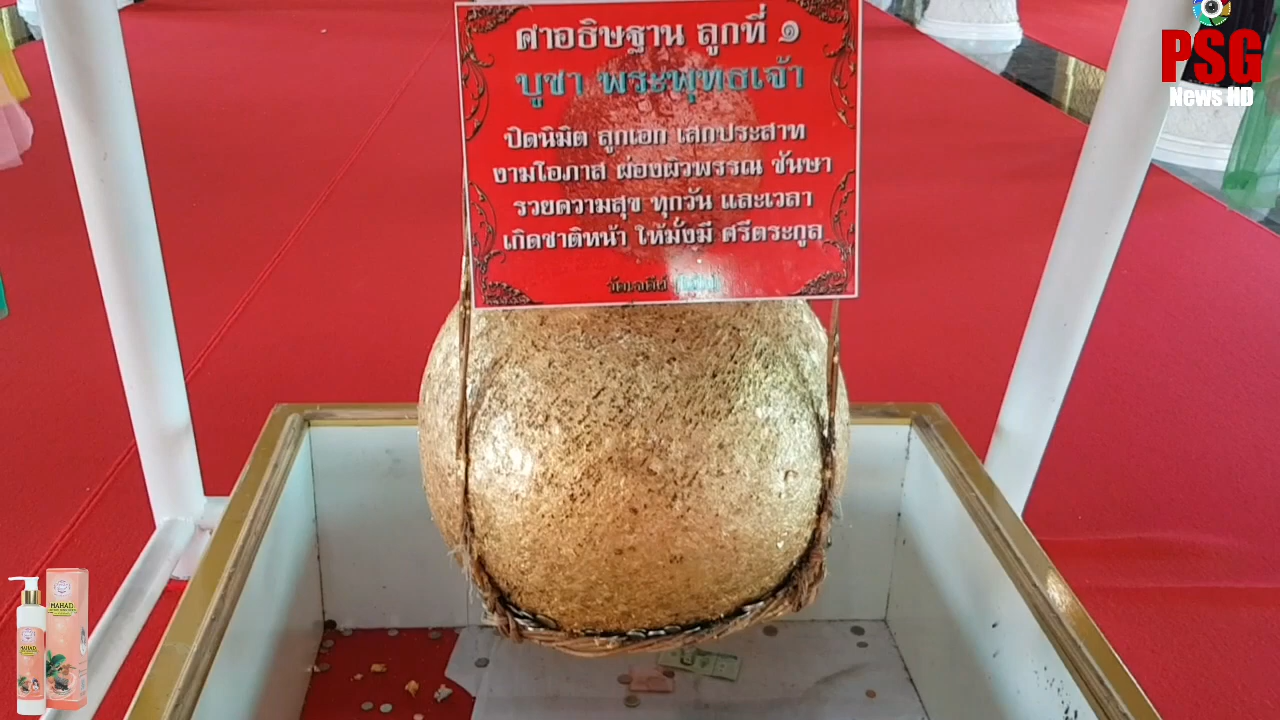 คำอธิษฐาน ลูกที่ ๑
บูชา พระพุทธเจ้า
ปิดนิมิต ลูกเอก เสกประสาท
งามโอภาส ผ่องผิวพรรณ ชันษา
รวยความสุข ทุกวัน และเวลา
เกิดชาติหน้า ให้มั่งมี ศรีตระกูล
PSG
News HD
MAHAD
MAHAD